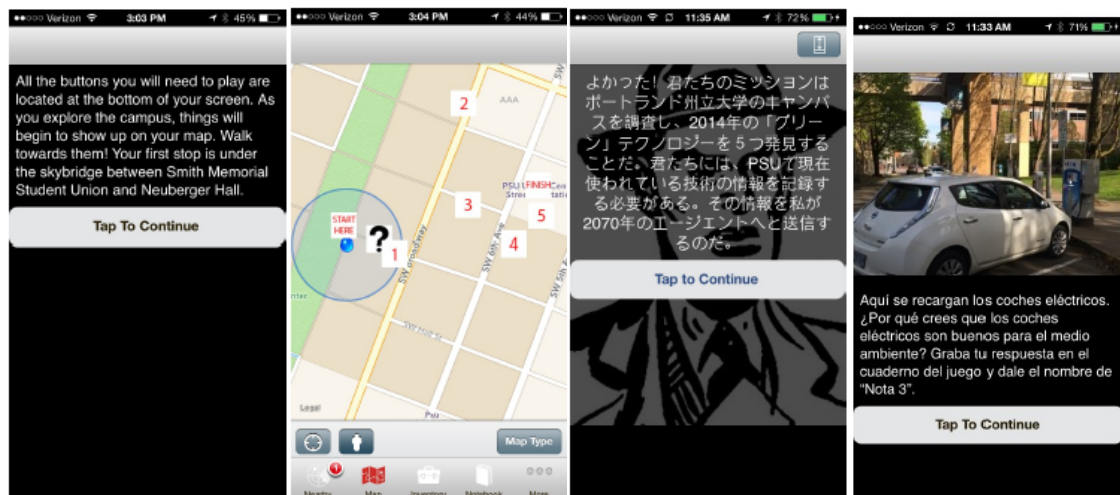 Verizon 3:03 PM 45%
All the buttons you will need to play are
located at the bottom of your screen. As
you explore the campus, things will
begin to show up on your map. Walk
towards them! Your first stop is under
the skybridge between Smith Memorial
Student Union and Neuberger Hall.
Tap To Continue
Verizon 3:04 PM 44%
SW
2
AAA
PSU FINISH
3
5
START
HERE
?
1
4
SW Broadway
SW 6th Ave
SW 5th
SW Hall St
Legal
Psu
Map Type
1
Nearby
Map
Inventory
Notebook
More
Verizon 11:35 AM 72%
よかった！君たちのミッションは
ポートランド州立大学のキャンパ
スを調査し、2014年の「グリー
ン」テクノロジーを５つ発見する
ことだ。君たちには、PSUで現在
使われている技術の情報を記録す
る必要がある。その情報を私が
2070年のエージェントへと送信す
るのだ。
Tap to Continue
Verizon 11:33 AM 71%
Aquí se recargan los coches eléctricos.
¿Por qué crees que los coches
eléctricos son buenos para el medio
ambiente? Graba tu respuesta en el
cuaderno del juego y dale el nombre de
“Nota 3”.
Tap To Continue